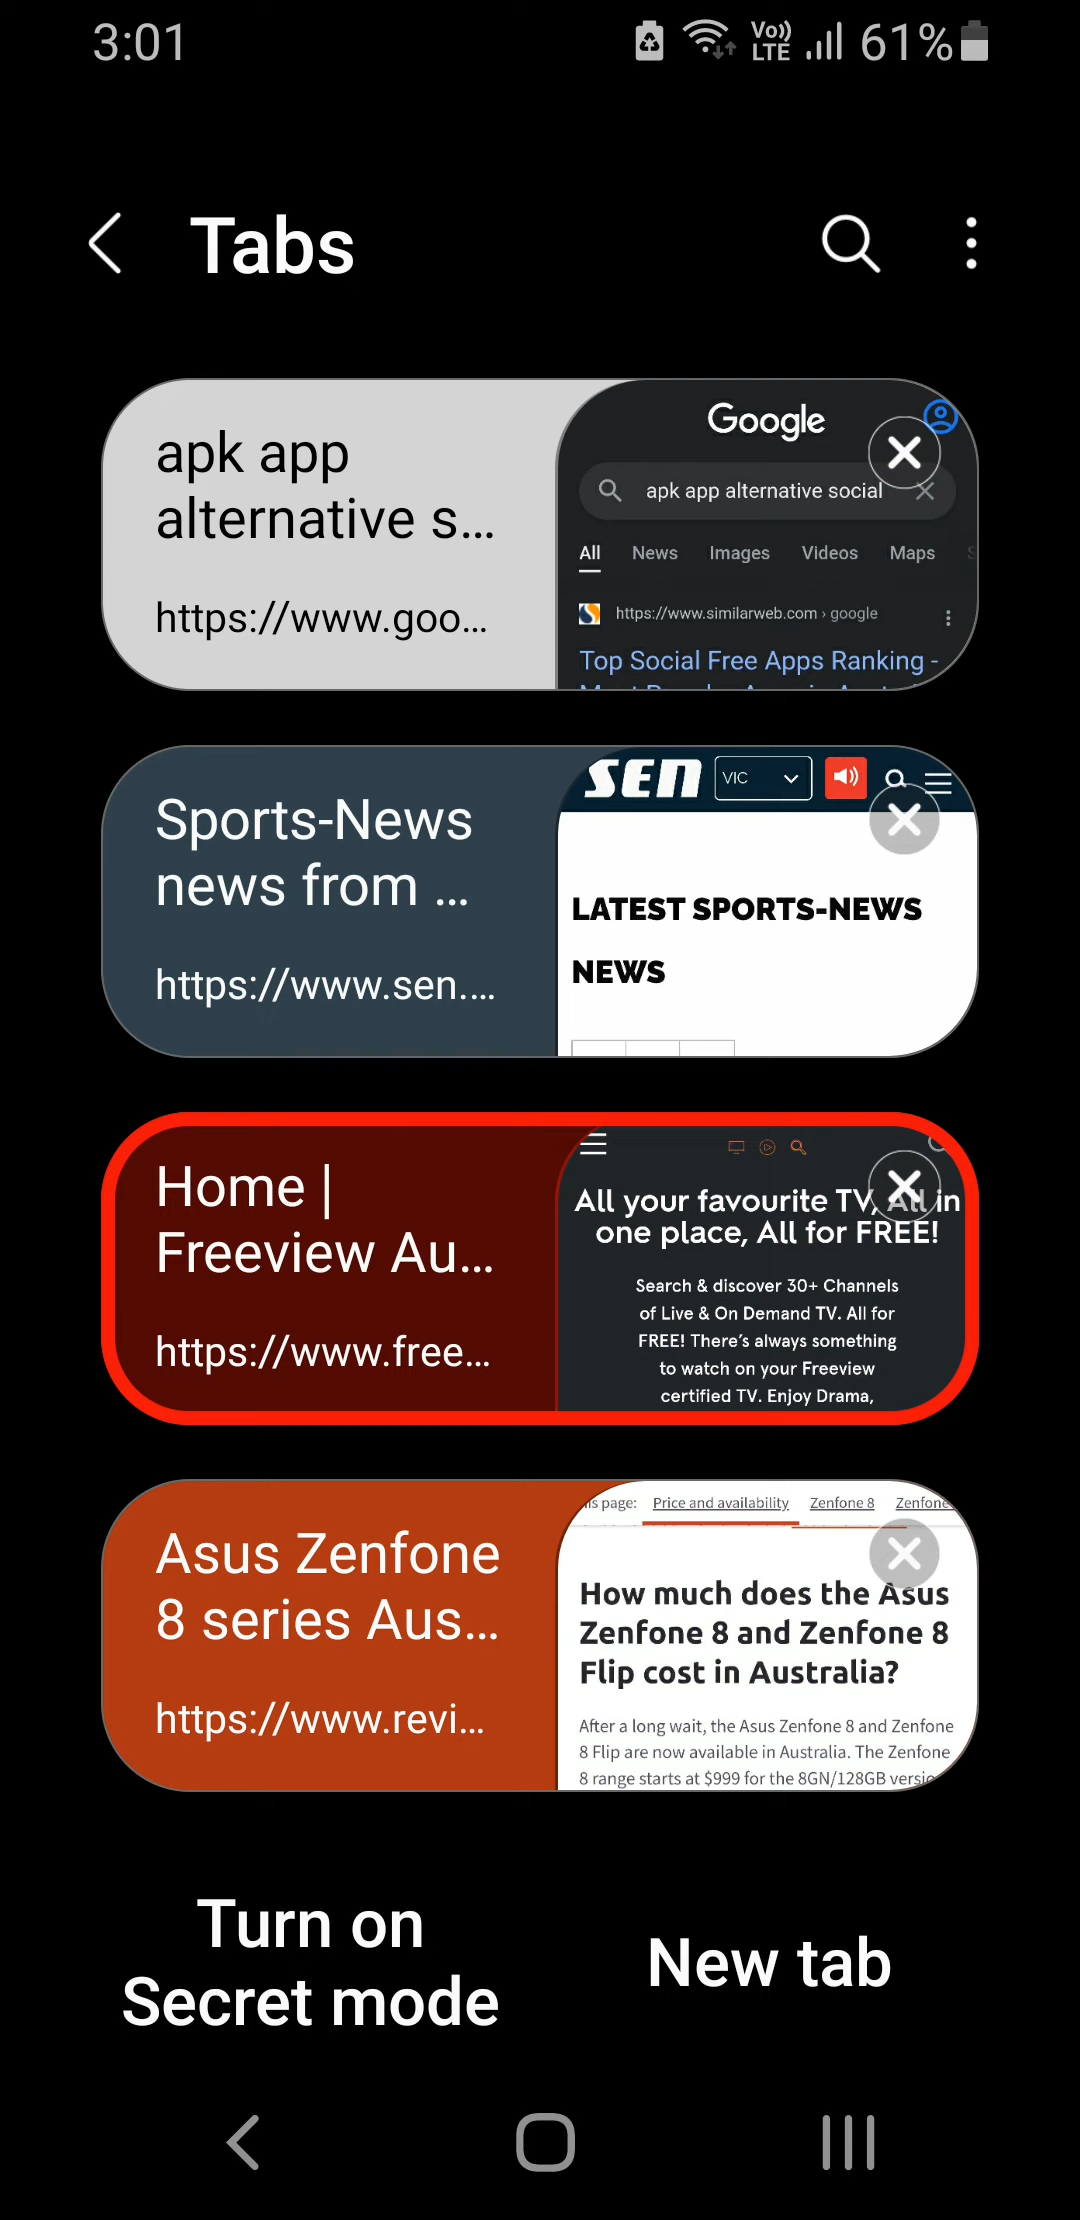 3:01
Vo)) LTE 61%
Tabs
apk app
alternative s...
https://www.goo...
Google
apk app alternative social
All News Images Videos Maps
https://www.similarweb.com › google
Top Social Free Apps Ranking -
Sports-News
news from ...
https://www.sen....
SEN VIC
LATEST SPORTS-NEWS
NEWS
Home |
Freeview Au...
https://www.free...
All your favourite TV, All in
one place, All for FREE!
Search & discover 30+ Channels
of Live & On Demand TV. All for
FREE! There's always something
to watch on your Freeview
certified TV. Enjoy Drama,
Asus Zenfone
8 series Aus...
https://www.revi...
is page: Price and availability Zenfone 8 Zenfone
How much does the Asus
Zenfone 8 and Zenfone 8
Flip cost in Australia?
After a long wait, the Asus Zenfone 8 and Zenfone
8 Flip are now available in Australia. The Zenfone
8 range starts at $999 for the 8GN/128GB versio
Turn on
Secret mode
New tab